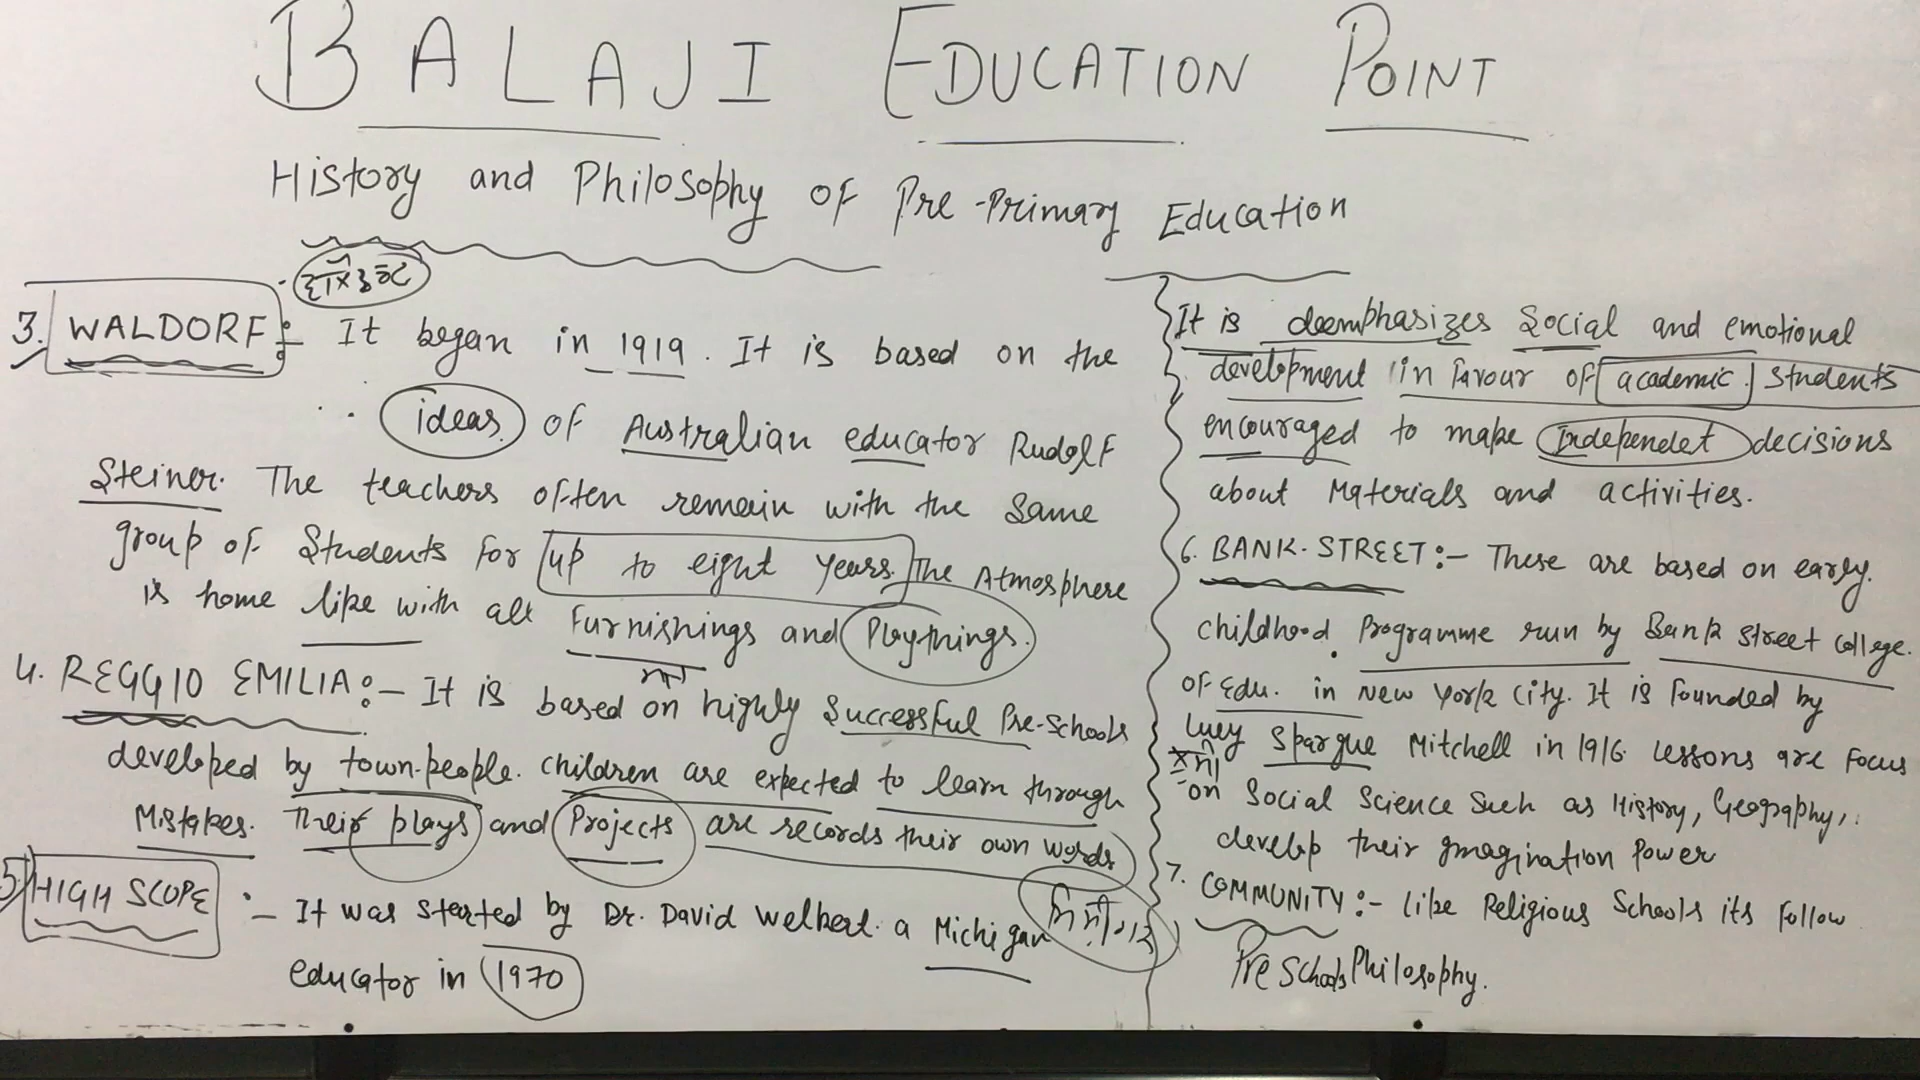 BALAJI EDUCATION POINT
History and Philosophy of Pre-Primary Education
3. WALDORF:- It began in 1919. It is based on the
ideas of Australian educator Rudolf
Steiner. The teachers often remain with the same
group of Students for up to eight years. The Atmosphere
is home like with all furnishings and Playthings.
4. REGGIO EMILIA:- It is based on highly Successful Pre-Schools
developed by town-people. children are expected to learn through
Mistakes. Their plays and Projects are records their own words
5. HIGH SCOPE :- It was started by Dr. David Welbert a Michigan
educator in 1970
It is deemphasizes Social and emotional
development in favour of academic. Students
encouraged to make Independet decisions
about Materials and activities.
6. BANK-STREET:- These are based on early
childhood Programme run by Bank Street College
of Edu. in New York City. It is founded by
Lucy Spargue Mitchell in 1916 lessons are focus
on Social Science Such as History, Geography,
develop their Imagination Power
7. COMMUNITY:- like Religious Schools its follow
Pre Schools Philosophy.